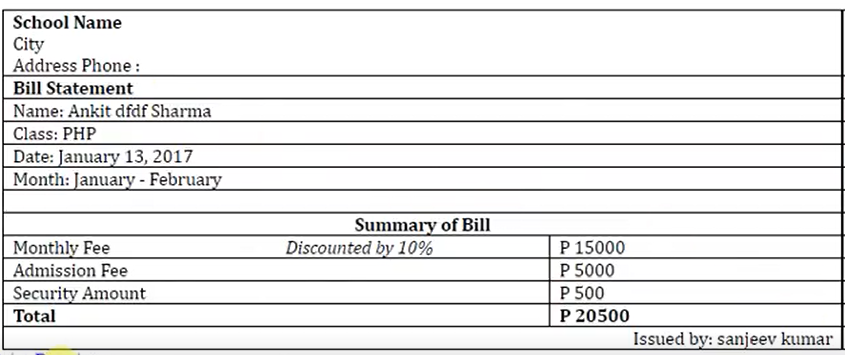 School Name
City
Address Phone :
Bill Statement
Name: Ankit dfdf Sharma
Class: PHP
Date: January 13, 2017
Month: January - February
Summary of Bill
Monthly Fee Discounted by 10% P 15000
Admission Fee P 5000
Security Amount P 500
Total P 20500
Issued by: sanjeev kumar